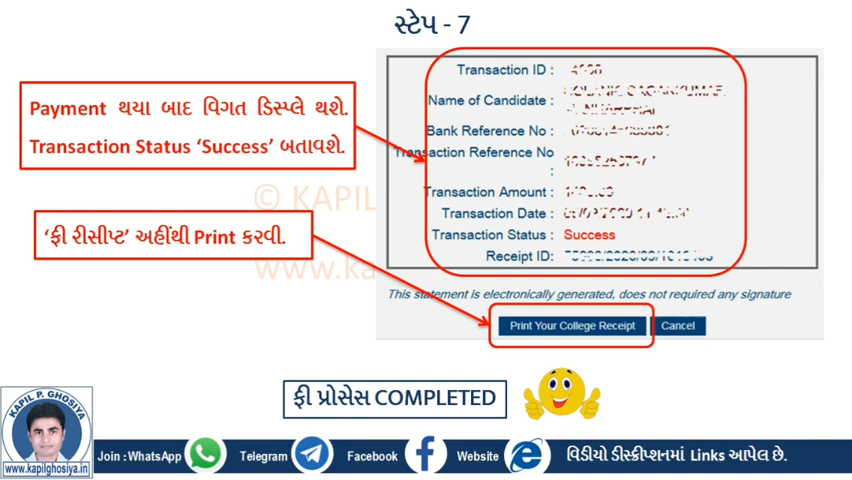 સ્ટેપ - 7
Payment થયા બાદ વિગત ડિસ્પ્લે થશે.
Transaction Status ‘Success’ બતાવશે.
‘ફી રીસીપ્ટ’ અહીંથી Print કરવી.
Transaction ID :
Name of Candidate :
Bank Reference No :
Transaction Reference No
:
Transaction Amount :
Transaction Date :
Transaction Status : Success
Receipt ID:
This statement is electronically generated, does not required any signature
Print Your College Receipt Cancel
© KAPIL
www.ka
ફી પ્રોસેસ COMPLETED
KAPIL P. GHOSIYA
www.kapilghosiya.in
Join : WhatsApp Telegram Facebook Website વિડીયો ડીસ્ક્રીપ્શનમાં Links આપેલ છે.